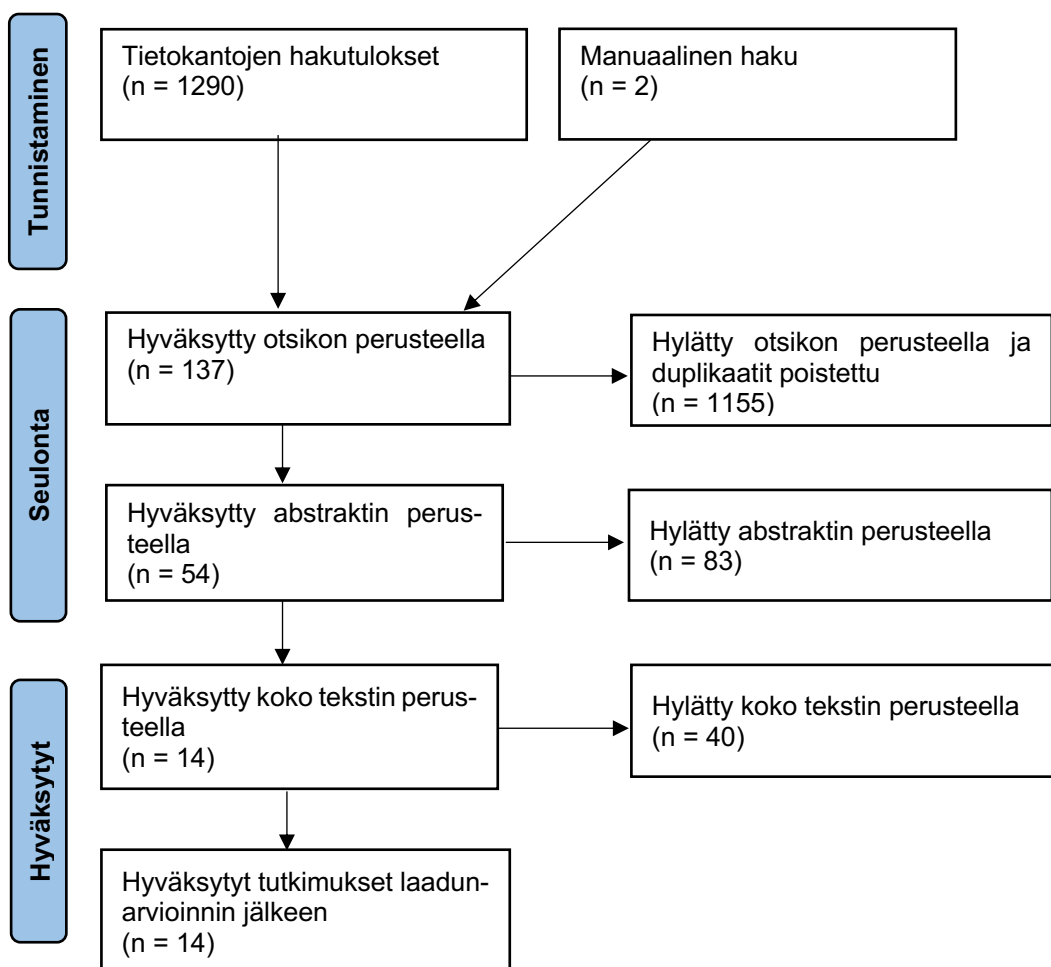 Tunnistaminen
Tietokantojen hakutulokset
(n = 1290)
Manuaalinen haku
(n = 2)
Seulonta
Hyväksytty otsikon perusteella
(n = 137)
Hylätty otsikon perusteella ja
duplikaatit poistettu
(n = 1155)
Hyväksytty abstraktin perus-
teella
(n = 54)
Hylätty abstraktin perusteella
(n = 83)
Hyväksytyt
Hyväksytty koko tekstin perus-
teella
(n = 14)
Hylätty koko tekstin perusteella
(n = 40)
Hyväksytyt tutkimukset laadun-
arvioinnin jälkeen
(n = 14)